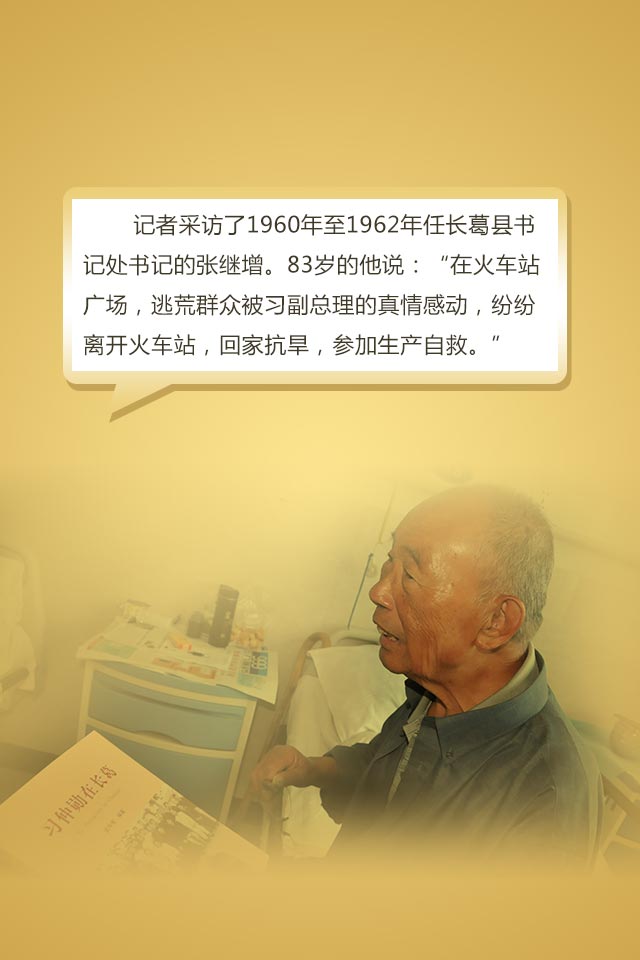 记者采访了1960年至1962年任长葛县书
记处书记的张继增。83岁的他说：“在火车站
广场，逃荒群众被习副总理的真情感动，纷纷
离开火车站，回家抗旱，参加生产自救。”
习仲勋在长葛